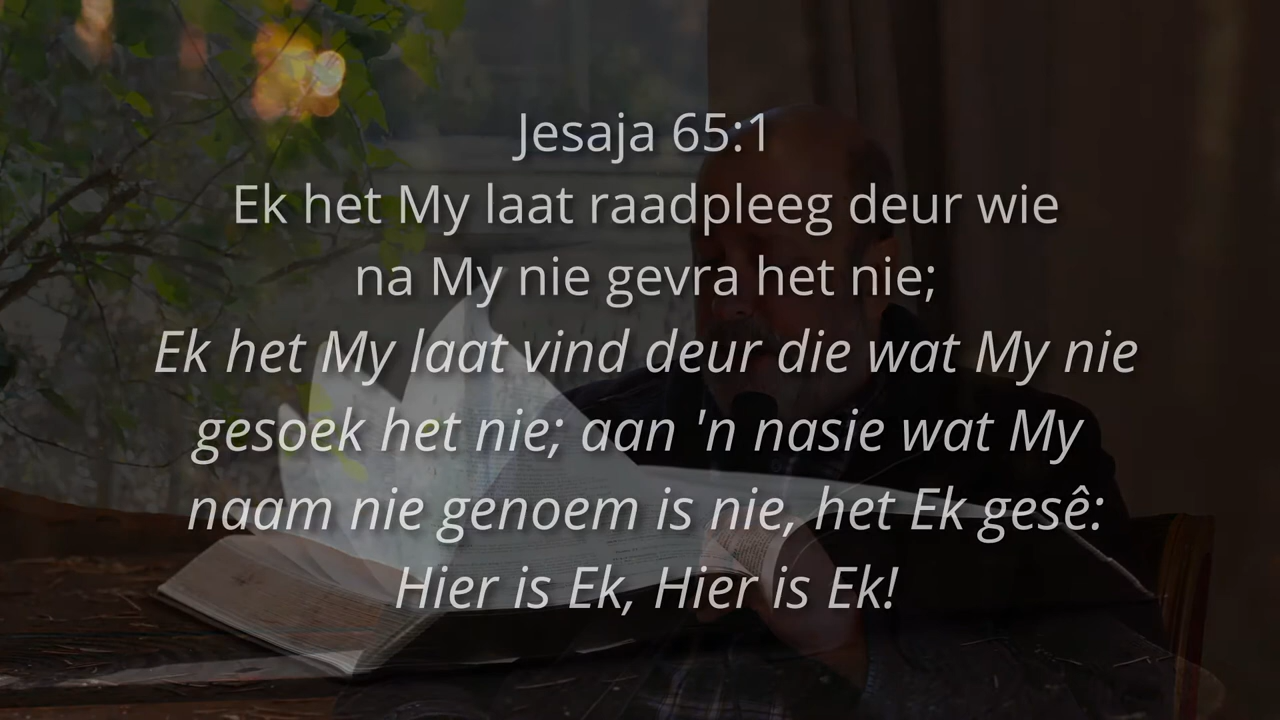 Jesaja 65:1
Ek het My laat raadpleeg deur wie
na My nie gevra het nie;
Ek het My laat vind deur die wat My nie
gesoek het nie; aan 'n nasie wat My
naam nie genoem is nie, het Ek gesê:
Hier is Ek, Hier is Ek!